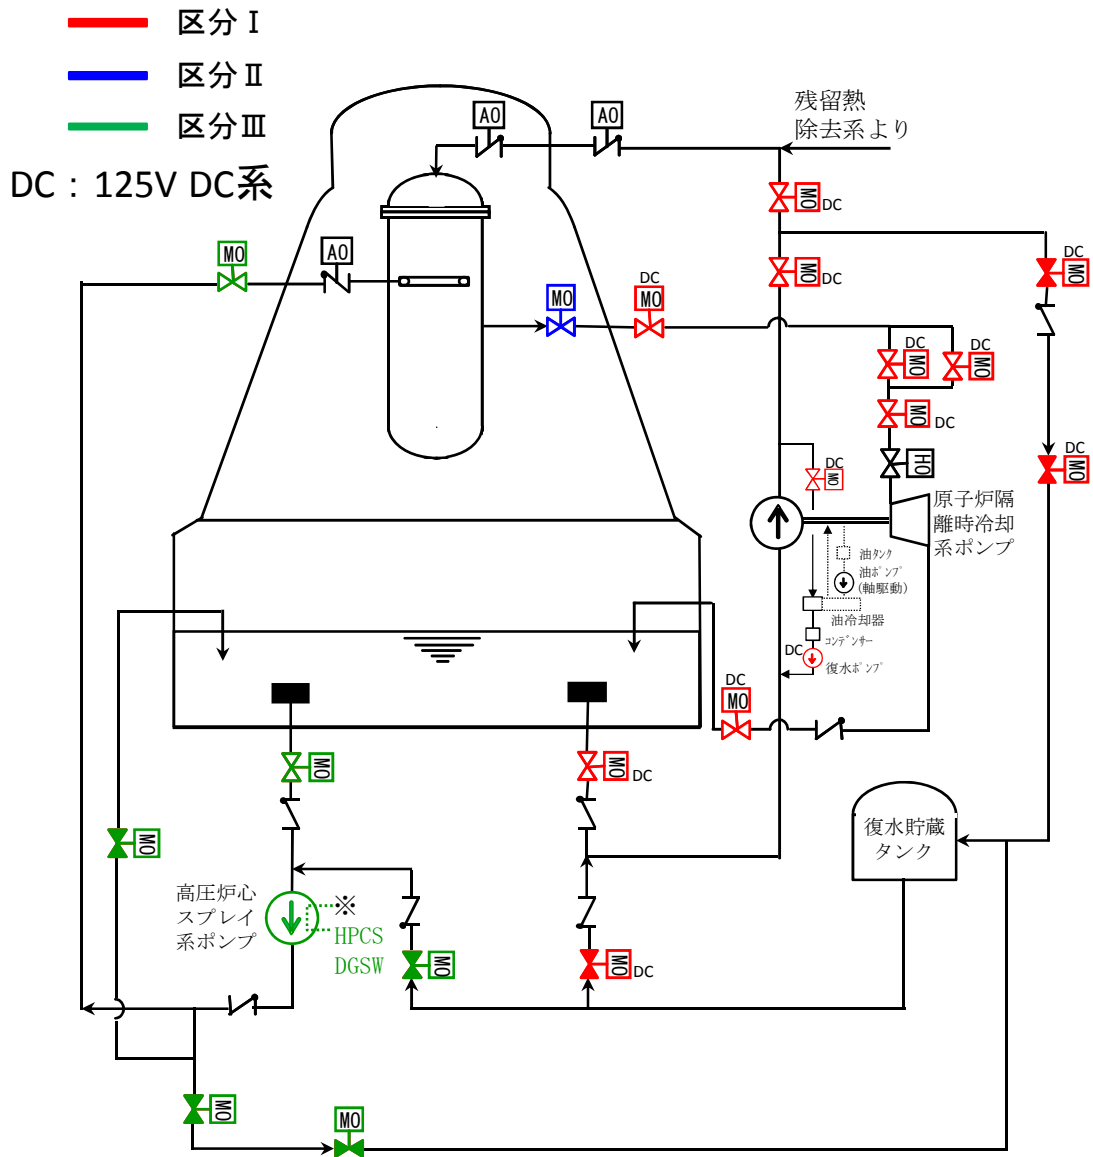 区分Ⅰ
区分Ⅱ
区分Ⅲ
DC：125V DC系
AO
AO
残留熱
除去系より
MO
DC
MO
AO
MO
DC
DC
MO
MO
DC
MO
DC
MO
DC
MO
MO
DC
HO
DC
MO
DC
MO
原子炉隔
離時冷却
系ポンプ
油タンク
油ポンプ
(軸駆動)
油冷却器
コンデンサー
DC
復水ポンプ
DC
MO
MO
MO
DC
MO
復水貯蔵
タンク
高圧炉心
スプレイ
系ポンプ
※
HPCS
DGSW
MO
MO
DC
MO
MO